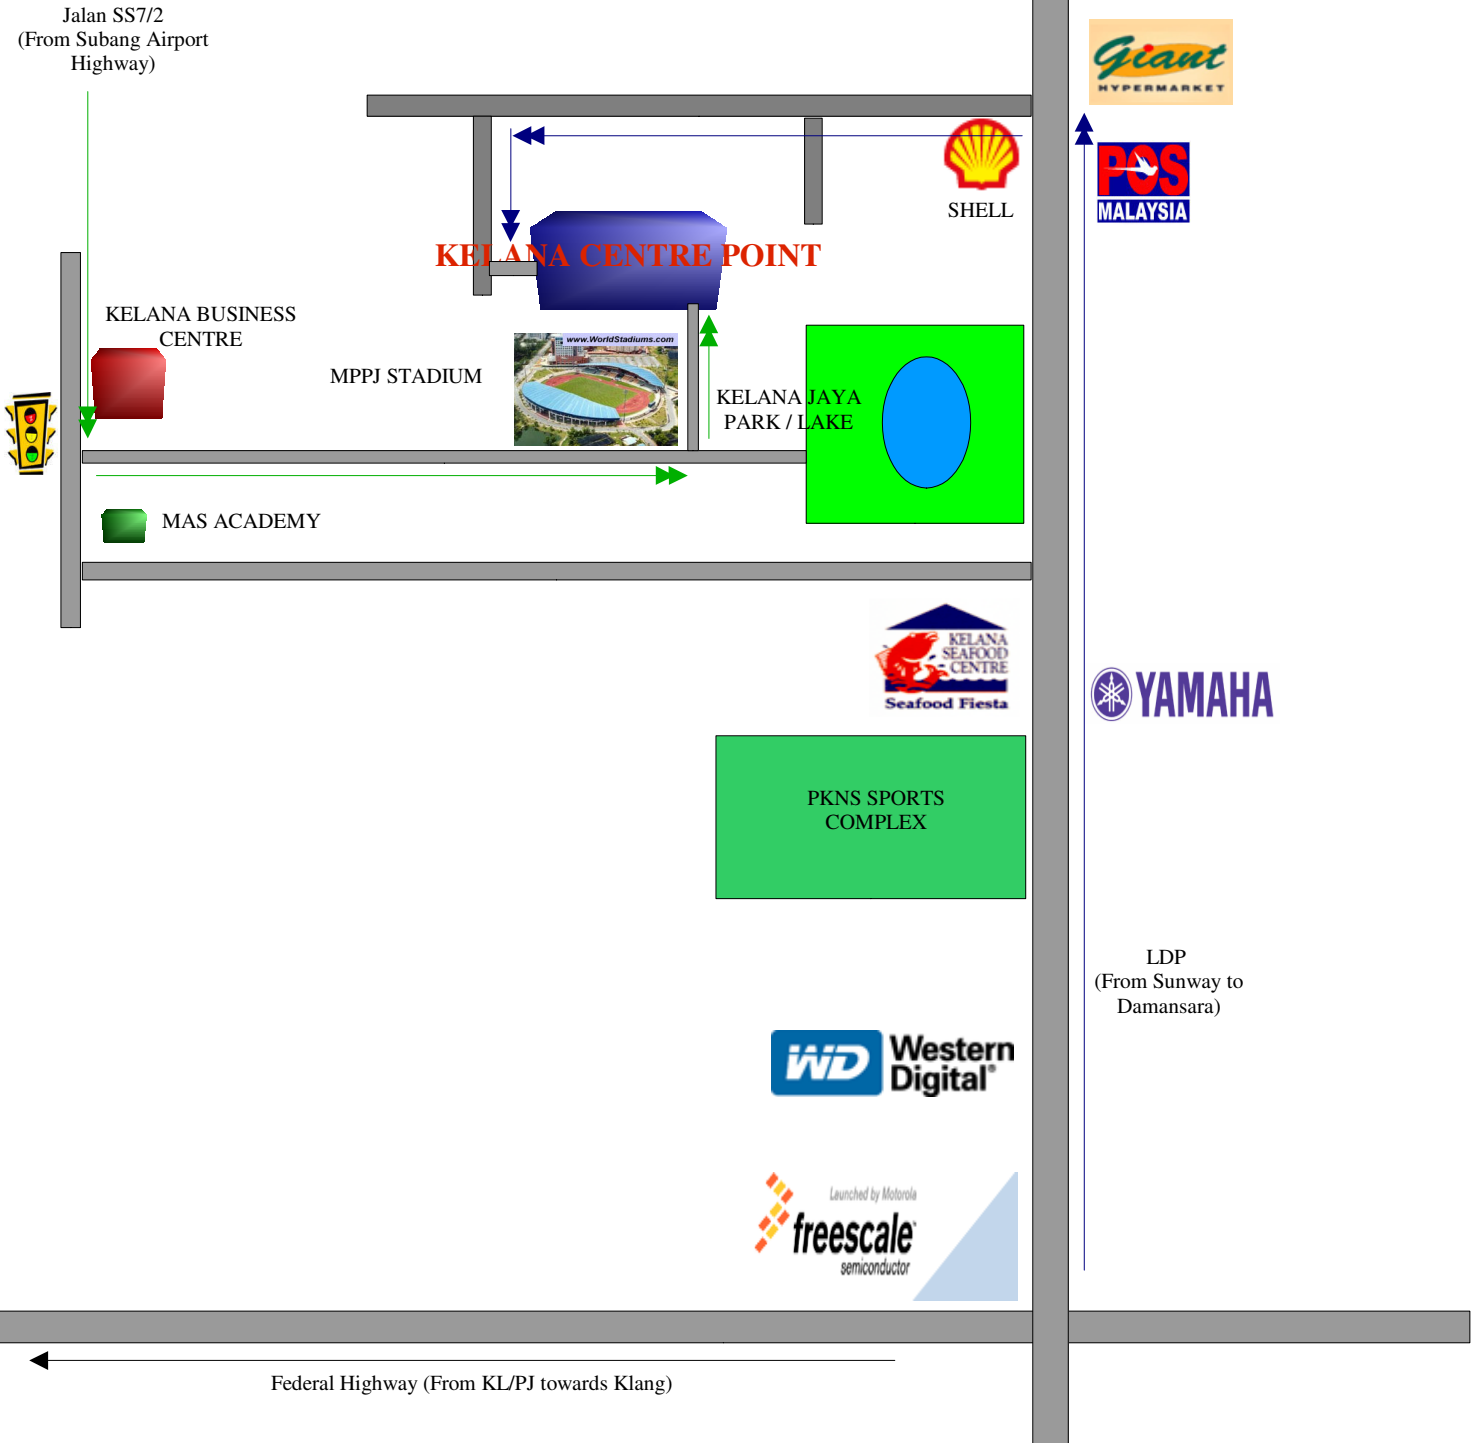 Jalan SS7/2
(From Subang Airport
Highway)
Giant
HYPERMARKET
POS
MALAYSIA
SHELL
KELANA CENTRE POINT
KELANA BUSINESS
CENTRE
www.WorldStadiums.com
MPPJ STADIUM
KELANA JAYA
PARK / LAKE
MAS ACADEMY
KELANA
SEAFOOD
CENTRE
Seafood Fiesta
YAMAHA
PKNS SPORTS
COMPLEX
LDP
(From Sunway to
Damansara)
WD
Western
Digital®
Launched by Motorola
freescale™
semiconductor
Federal Highway (From KL/PJ towards Klang)